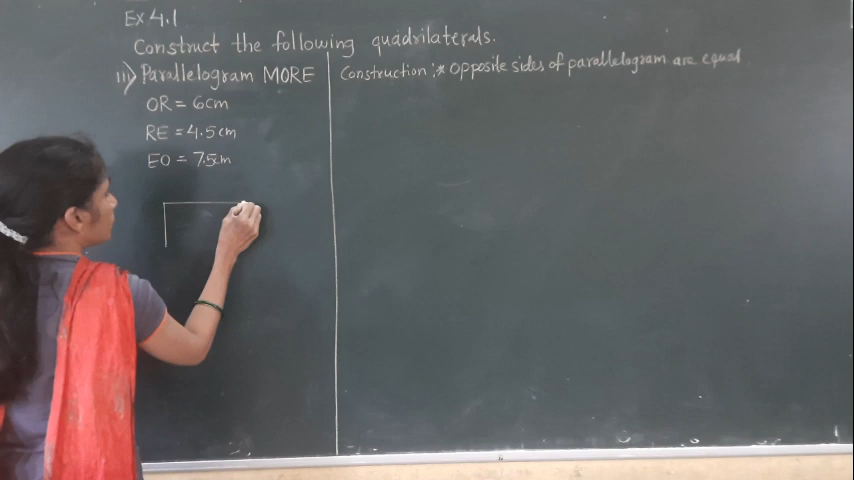 Ex 4.1
Construct the following quadrilaterals.
iii) Parallelogram MORE
OR = 6cm
RE = 4.5cm
EO = 7.5cm
Construction :* Opposite sides of parallelogram are equal.